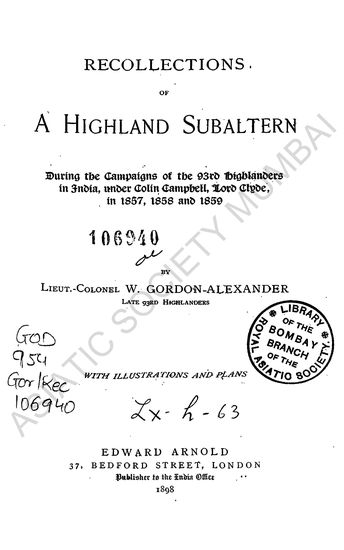 RECOLLECTIONS
OF
A HIGHLAND SUBALTERN
During the Campaigns of the 93rd Highlanders
in India, under Colin Campbell, Lord Clyde,
in 1857, 1858 and 1859
106940
BY
LIEUT.-COLONEL W. GORDON-ALEXANDER
LATE 93RD HIGHLANDERS
LIBRARY
OF THE
BOMBAY
BRANCH
OF THE
ROYAL ASIATIC SOCIETY.
954
Gor/Rec
106940
WITH ILLUSTRATIONS AND PLANS
Lx-h-63
EDWARD ARNOLD
37, BEDFORD STREET, LONDON
Publisher to the India Office
1898
ASIATIC SOCIETY MUMBAI